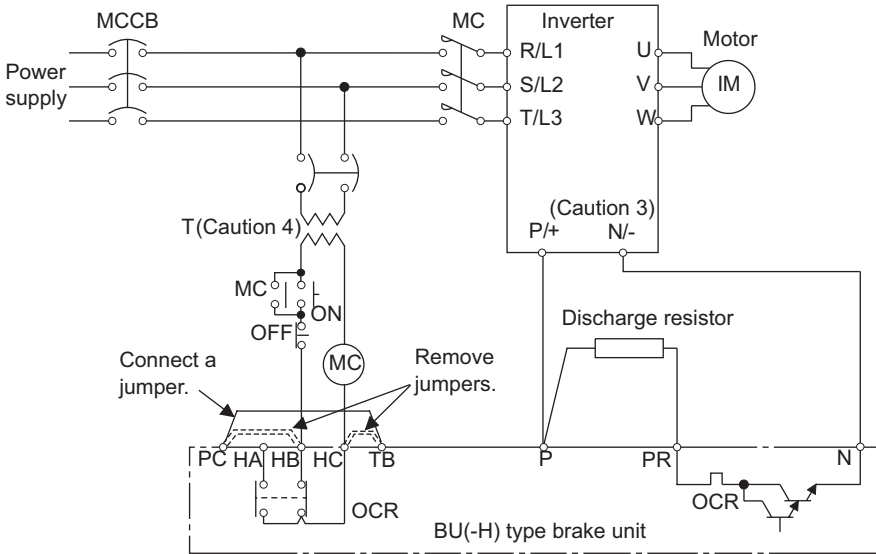 MCCB
MC
Inverter
Motor
Power
supply
R/L1
S/L2
T/L3
U
V
W
IM
(Caution 3)
P/+
N/-
T(Caution 4)
MC
ON
OFF
MC
Discharge resistor
Connect a
jumper.
Remove
jumpers.
PC
HA
HB
HC
TB
P
PR
N
OCR
OCR
BU(-H) type brake unit